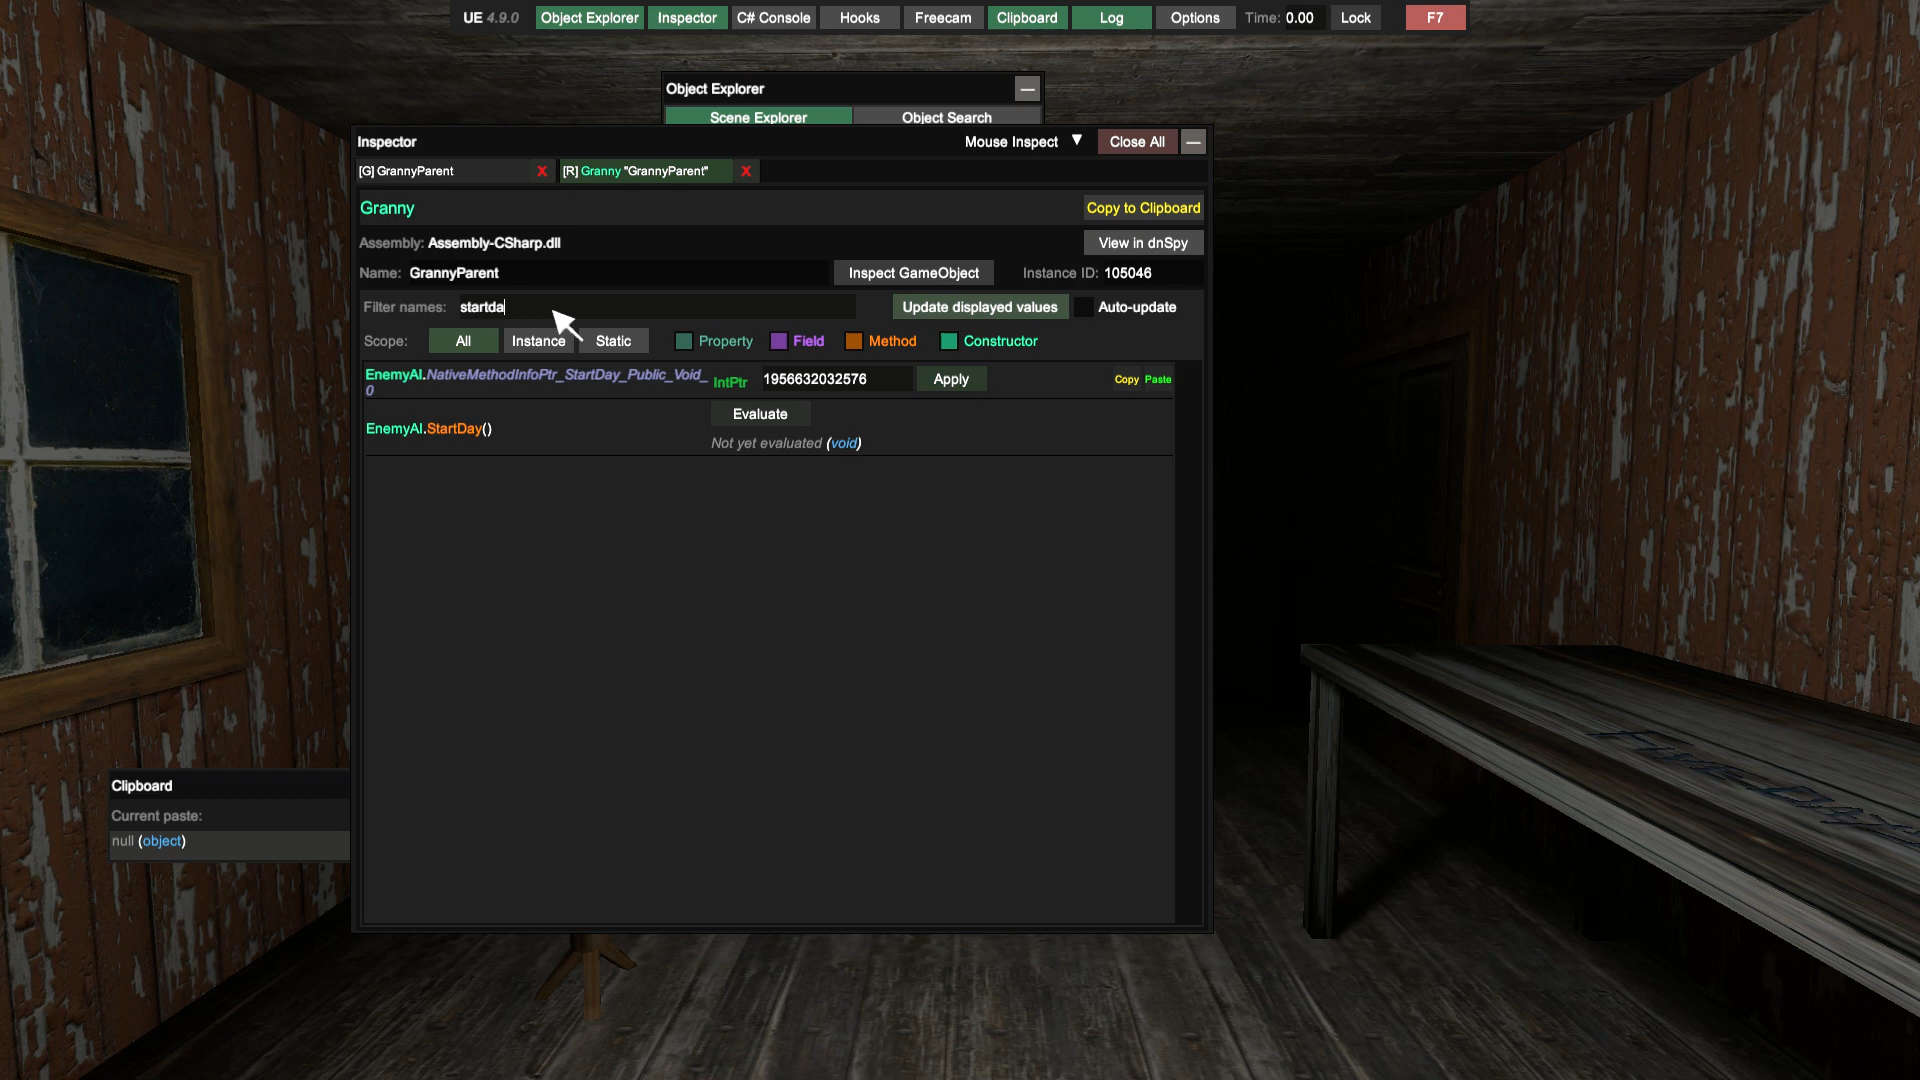 UE 4.9.0 Object Explorer Inspector C# Console Hooks Freecam Clipboard Log Options Time: 0.00 Lock F7
Object Explorer —
Scene Explorer Object Search
Inspector Mouse Inspect ▼ Close All —
[G] GrannyParent X [R] Granny "GrannyParent" X
Granny Copy to Clipboard
Assembly: Assembly-CSharp.dll View in dnSpy
Name: GrannyParent Inspect GameObject Instance ID: 105046
Filter names: startda Update displayed values Auto-update
Scope: All Instance Static Property Field Method Constructor
EnemyAI.NativeMethodInfoPtr_StartDay_Public_Void_
0 IntPtr 1956632032576 Apply Copy Paste
Evaluate
EnemyAI.StartDay()
Not yet evaluated (void)
Clipboard
Current paste:
null (object)